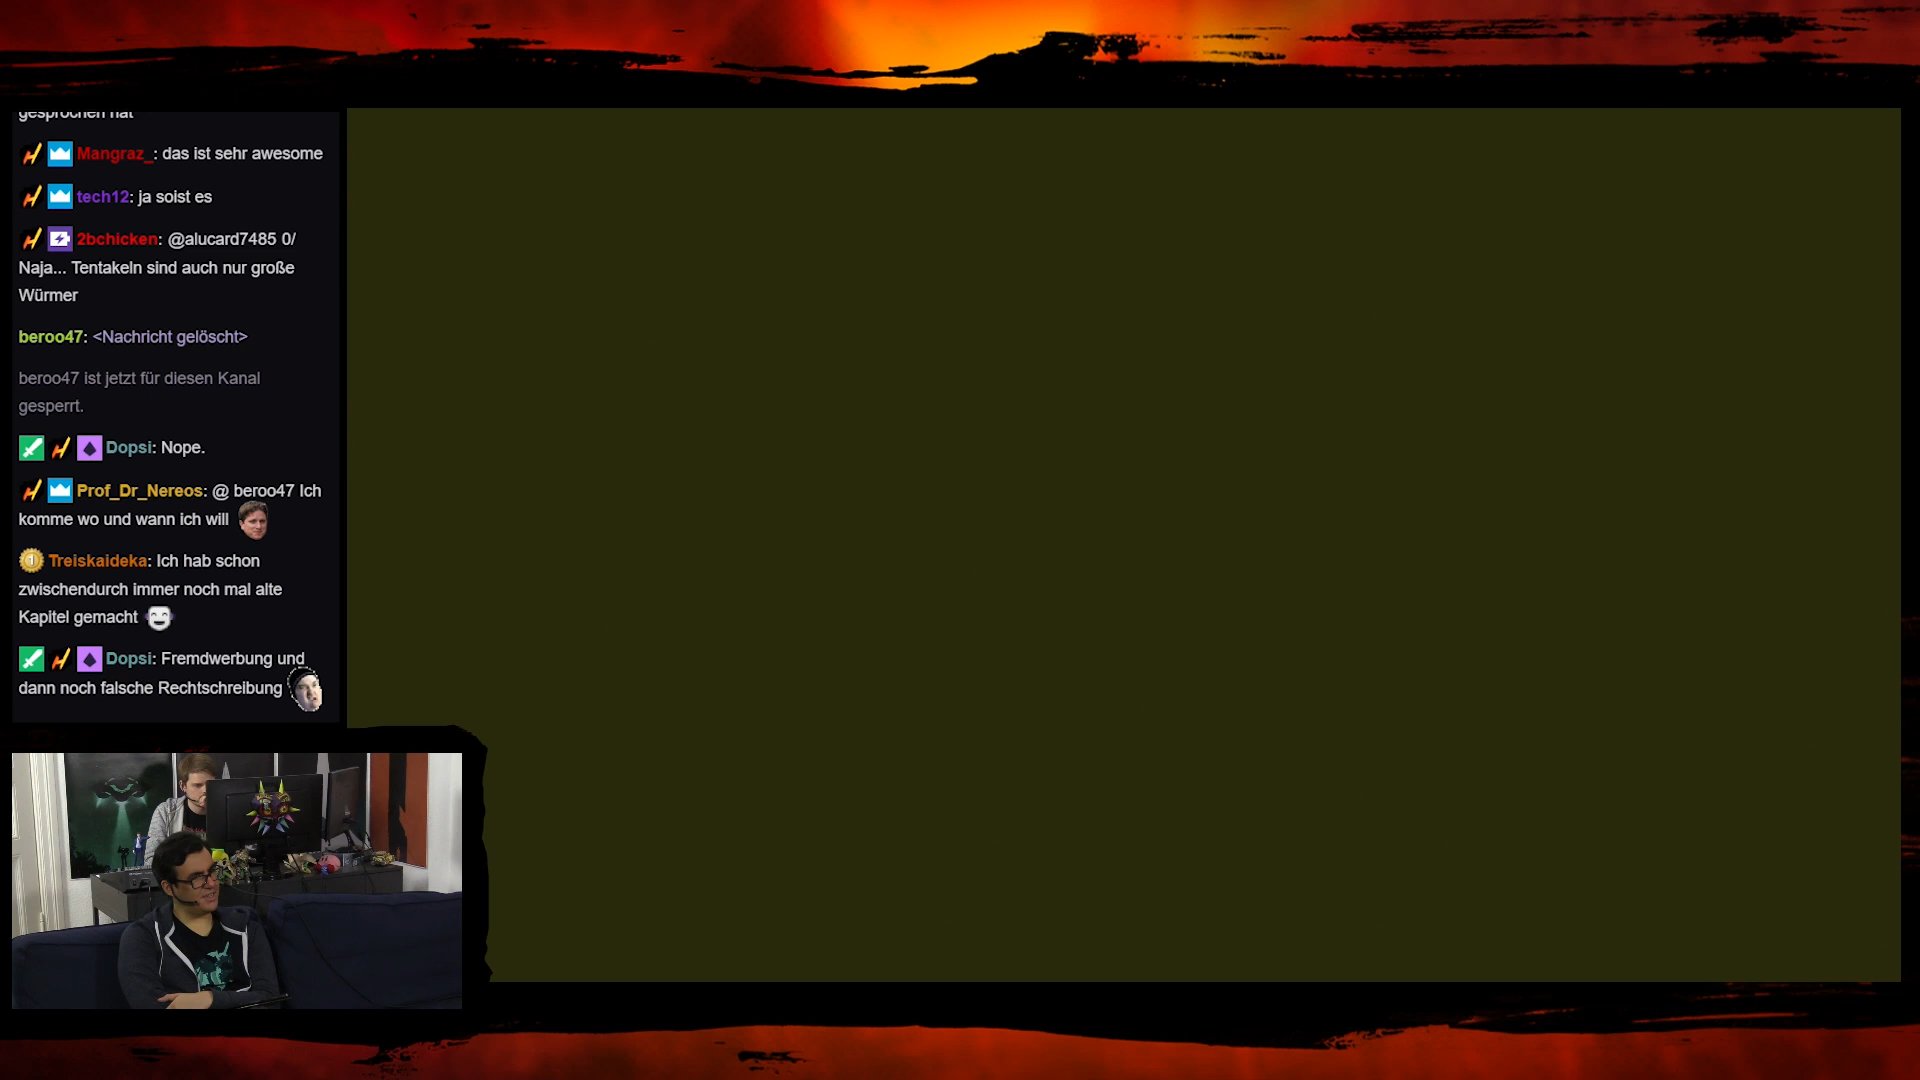 gesprochen hat
Mangraz_: das ist sehr awesome
tech12: ja soist es
2bchicken: @alucard7485 0/
Naja... Tentakeln sind auch nur große
Würmer
beroo47: <Nachricht gelöscht>
beroo47 ist jetzt für diesen Kanal
gesperrt.
Dopsi: Nope.
Prof_Dr_Nereos: @ beroo47 Ich
komme wo und wann ich will
Treiskaideka: Ich hab schon
zwischendurch immer noch mal alte
Kapitel gemacht
Dopsi: Fremdwerbung und
dann noch falsche Rechtschreibung